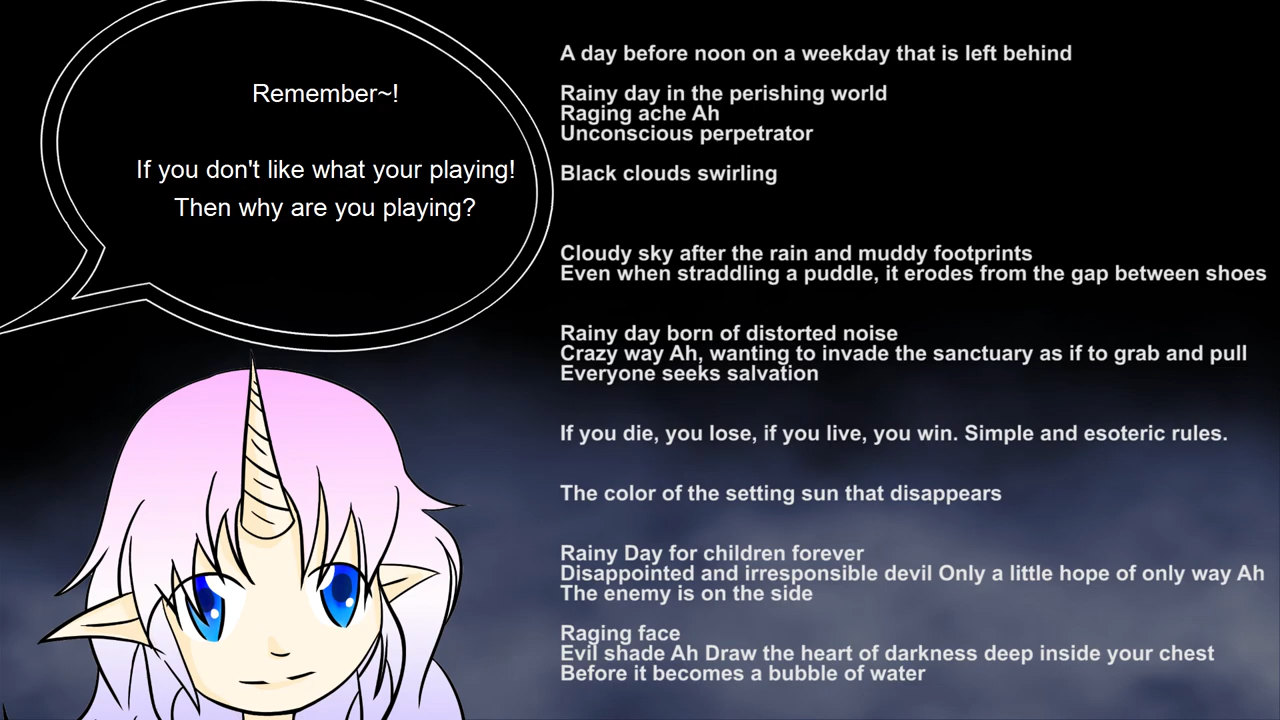 Remember~!
If you don't like what your playing!
Then why are you playing?
A day before noon on a weekday that is left behind
Rainy day in the perishing world
Raging ache Ah
Unconscious perpetrator
Black clouds swirling
Cloudy sky after the rain and muddy footprints
Even when straddling a puddle, it erodes from the gap between shoes
Rainy day born of distorted noise
Crazy way Ah, wanting to invade the sanctuary as if to grab and pull
Everyone seeks salvation
If you die, you lose, if you live, you win. Simple and esoteric rules.
The color of the setting sun that disappears
Rainy Day for children forever
Disappointed and irresponsible devil Only a little hope of only way Ah
The enemy is on the side
Raging face
Evil shade Ah Draw the heart of darkness deep inside your chest
Before it becomes a bubble of water